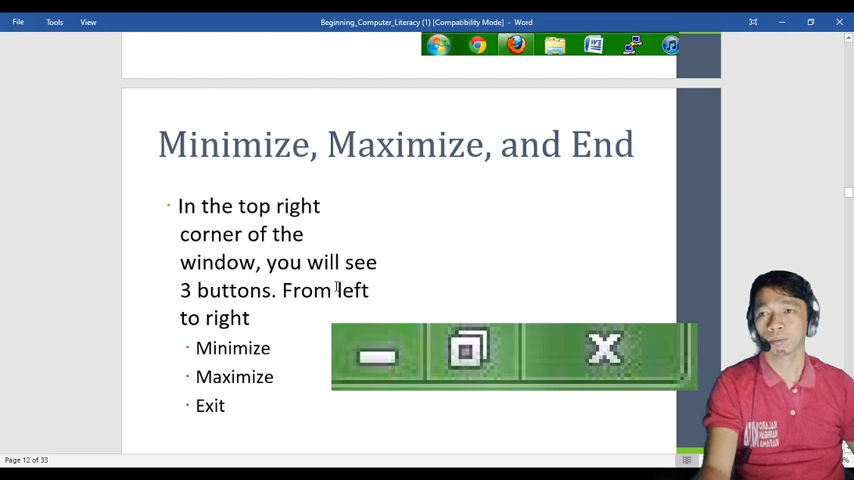 File Tools View Beginning_Computer_Literacy (1) [Compatibility Mode] - Word
Minimize, Maximize, and End
In the top right
corner of the
window, you will see
3 buttons. From left
to right
Minimize
Maximize
Exit
Page 12 of 33